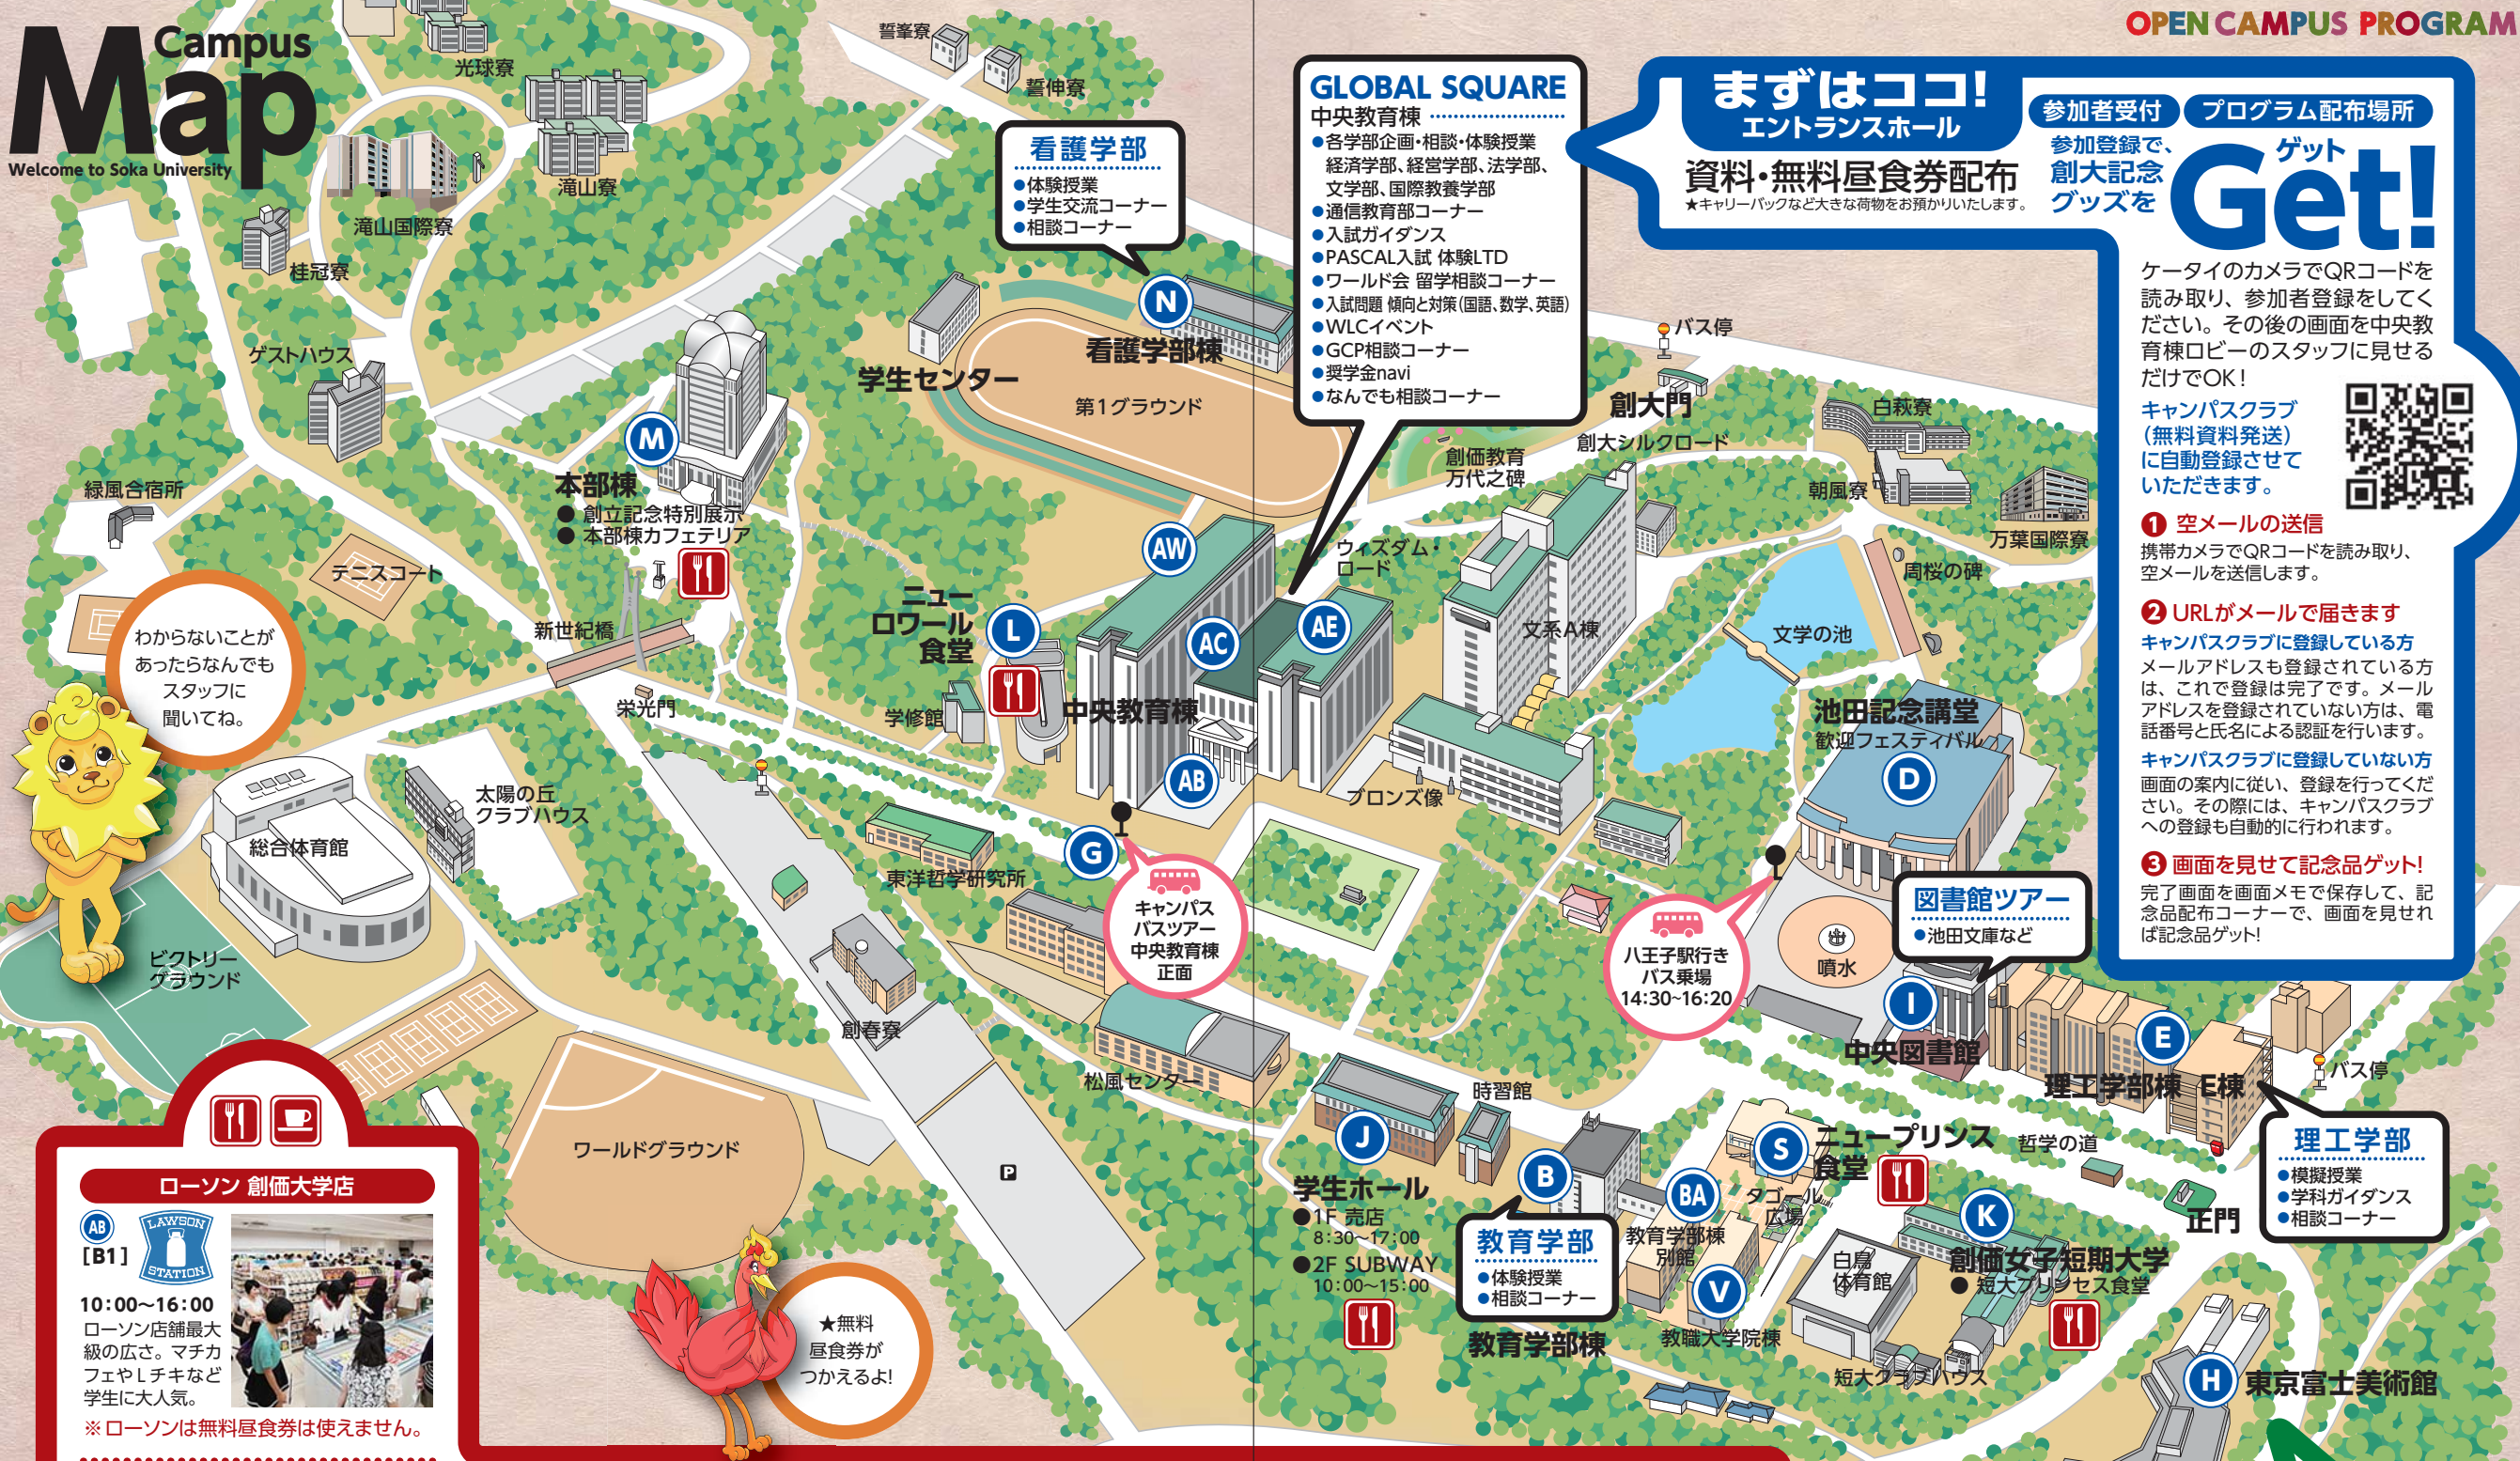 Campus
Map
Welcome to Soka University
OPEN CAMPUS PROGRAM
光球寮
滝山寮
滝山国際寮
桂冠寮
誓峯寮
誓伸寮
ゲストハウス
緑風合宿所
テニスコート
看護学部
●体験授業
●学生交流コーナー
●相談コーナー
N
看護学部棟
学生センター
第1グラウンド
M
本部棟
● 創立記念特別展示
● 本部棟カフェテリア
新世紀橋
栄光門
わからないことが
あったらなんでも
スタッフに
聞いてね。
GLOBAL SQUARE
中央教育棟
●各学部企画・相談・体験授業
経済学部、経営学部、法学部、
文学部、国際教養学部
●通信教育部コーナー
●入試ガイダンス
●PASCAL入試 体験LTD
●ワールド会 留学相談コーナー
●入試問題 傾向と対策(国語、数学、英語)
●WLCイベント
●GCP相談コーナー
●奨学金navi
●なんでも相談コーナー
まずはココ!
エントランスホール
資料・無料昼食券配布
★キャリーバックなど大きな荷物をお預かりいたします。
参加者受付
プログラム配布場所
参加登録で、
創大記念
グッズを
ゲット
Get!
ケータイのカメラでQRコードを
読み取り、参加者登録をしてく
ださい。その後の画面を中央教
育棟ロビーのスタッフに見せる
だけでOK!
キャンパスクラブ
(無料資料発送)
に自動登録させて
いただきます。
1 空メールの送信
携帯カメラでQRコードを読み取り、
空メールを送信します。
2 URLがメールで届きます
キャンパスクラブに登録している方
メールアドレスも登録されている方
は、これで登録は完了です。メール
アドレスを登録されていない方は、電
話番号と氏名による認証を行います。
キャンパスクラブに登録していない方
画面の案内に従い、登録を行ってくだ
さい。その際には、キャンパスクラブ
への登録も自動的に行われます。
3 画面を見せて記念品ゲット!
完了画面を画面メモで保存して、記
念品配布コーナーで、画面を見せれ
ば記念品ゲット!
バス停
創大門
創大シルクロード
創価教育
万代之碑
白萩寮
朝風寮
万葉国際寮
周桜の碑
文学の池
ウィズダム・
ロード
文系A棟
AW
AC
AE
AB
中央教育棟
ニュー
ロワール
食堂
L
学修館
ブロンズ像
池田記念講堂
歓迎フェスティバル
D
太陽の丘
クラブハウス
総合体育館
ビクトリー
グラウンド
東洋哲学研究所
G
キャンパス
バスツアー
中央教育棟
正面
八王子駅行き
バス乗場
14:30~16:20
噴水
図書館ツアー
●池田文庫など
I
中央図書館
E
理工学部棟 E棟
バス停
理工学部
●模擬授業
●学科ガイダンス
●相談コーナー
創春寮
松風センター
ワールドグラウンド
P
J
時習館
学生ホール
●1F 売店
8:30~17:00
●2F SUBWAY
10:00~15:00
B
教育学部
●体験授業
●相談コーナー
教育学部棟
BA
教育学部棟
別館
V
教職大学院棟
S
ニュープリンス
食堂
タゴール
広場
哲学の道
正門
K
創価女子短期大学
● 短大プリンセス食堂
白鳥
体育館
短大クラブハウス
H
東京富士美術館
ローソン 創価大学店
AB
[B1]
LAWSON
STATION
10:00~16:00
ローソン店舗最大
級の広さ。マチカ
フェやLチキなど
学生に大人気。
※ローソンは無料昼食券は使えません。
★無料
昼食券が
つかえるよ!